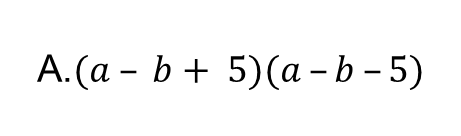 A.(a – b + 5)(a – b – 5)